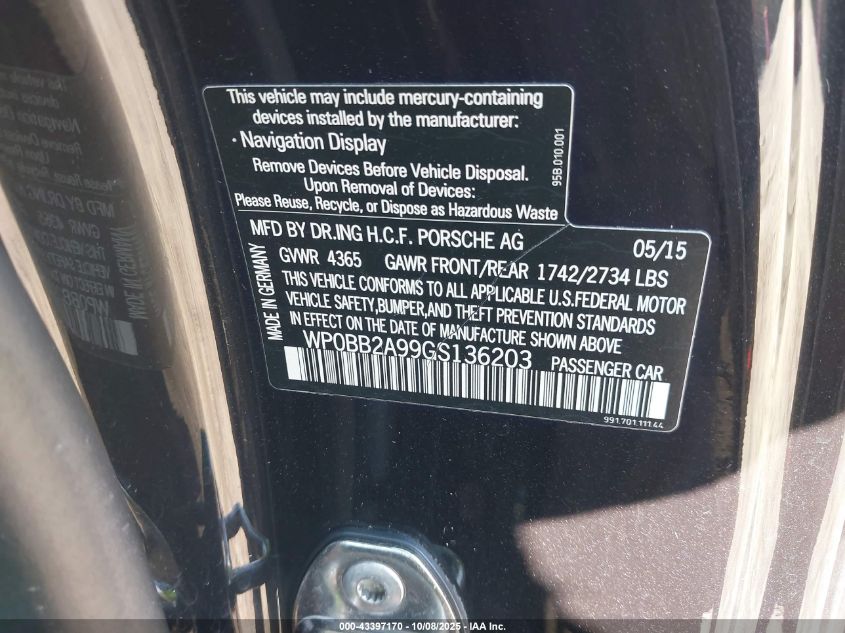 This vehicle may include mercury-containing
devices installed by the manufacturer:
· Navigation Display
Remove Devices Before Vehicle Disposal.
Upon Removal of Devices:
Please Reuse, Recycle, or Dispose as Hazardous Waste
95B.010.001
MFD BY DR.ING H.C.F. PORSCHE AG 05/15
GVWR 4365 GAWR FRONT/REAR 1742/2734 LBS
THIS VEHICLE CONFORMS TO ALL APPLICABLE U.S.FEDERAL MOTOR
VEHICLE SAFETY,BUMPER,AND THEFT PREVENTION STANDARDS
IN EFFECT ON THE DATE OF MANUFACTURE SHOWN ABOVE
MADE IN GERMANY
WP0BB2A99GS136203 PASSENGER CAR
991.701.111.44
000-43397170 | 10/08/2025 | IAA Inc.